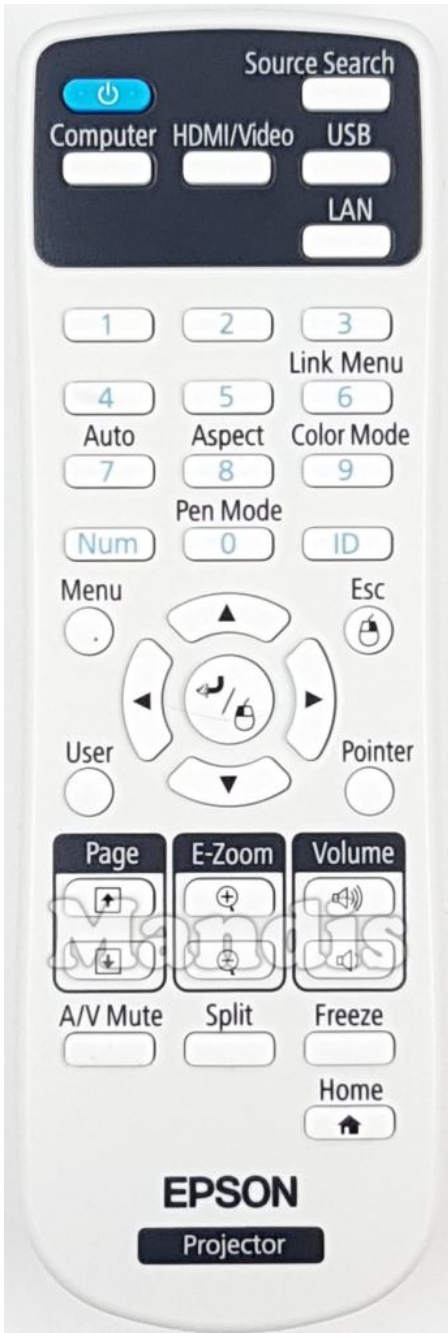 Source Search
Computer HDMI/Video USB
LAN
1 2 3
Link Menu
4 5 6
Auto Aspect Color Mode
7 8 9
Pen Mode
Num 0 ID
Menu Esc
User Pointer
Page E-Zoom Volume
Mandis
A/V Mute Split Freeze
Home
EPSON
Projector